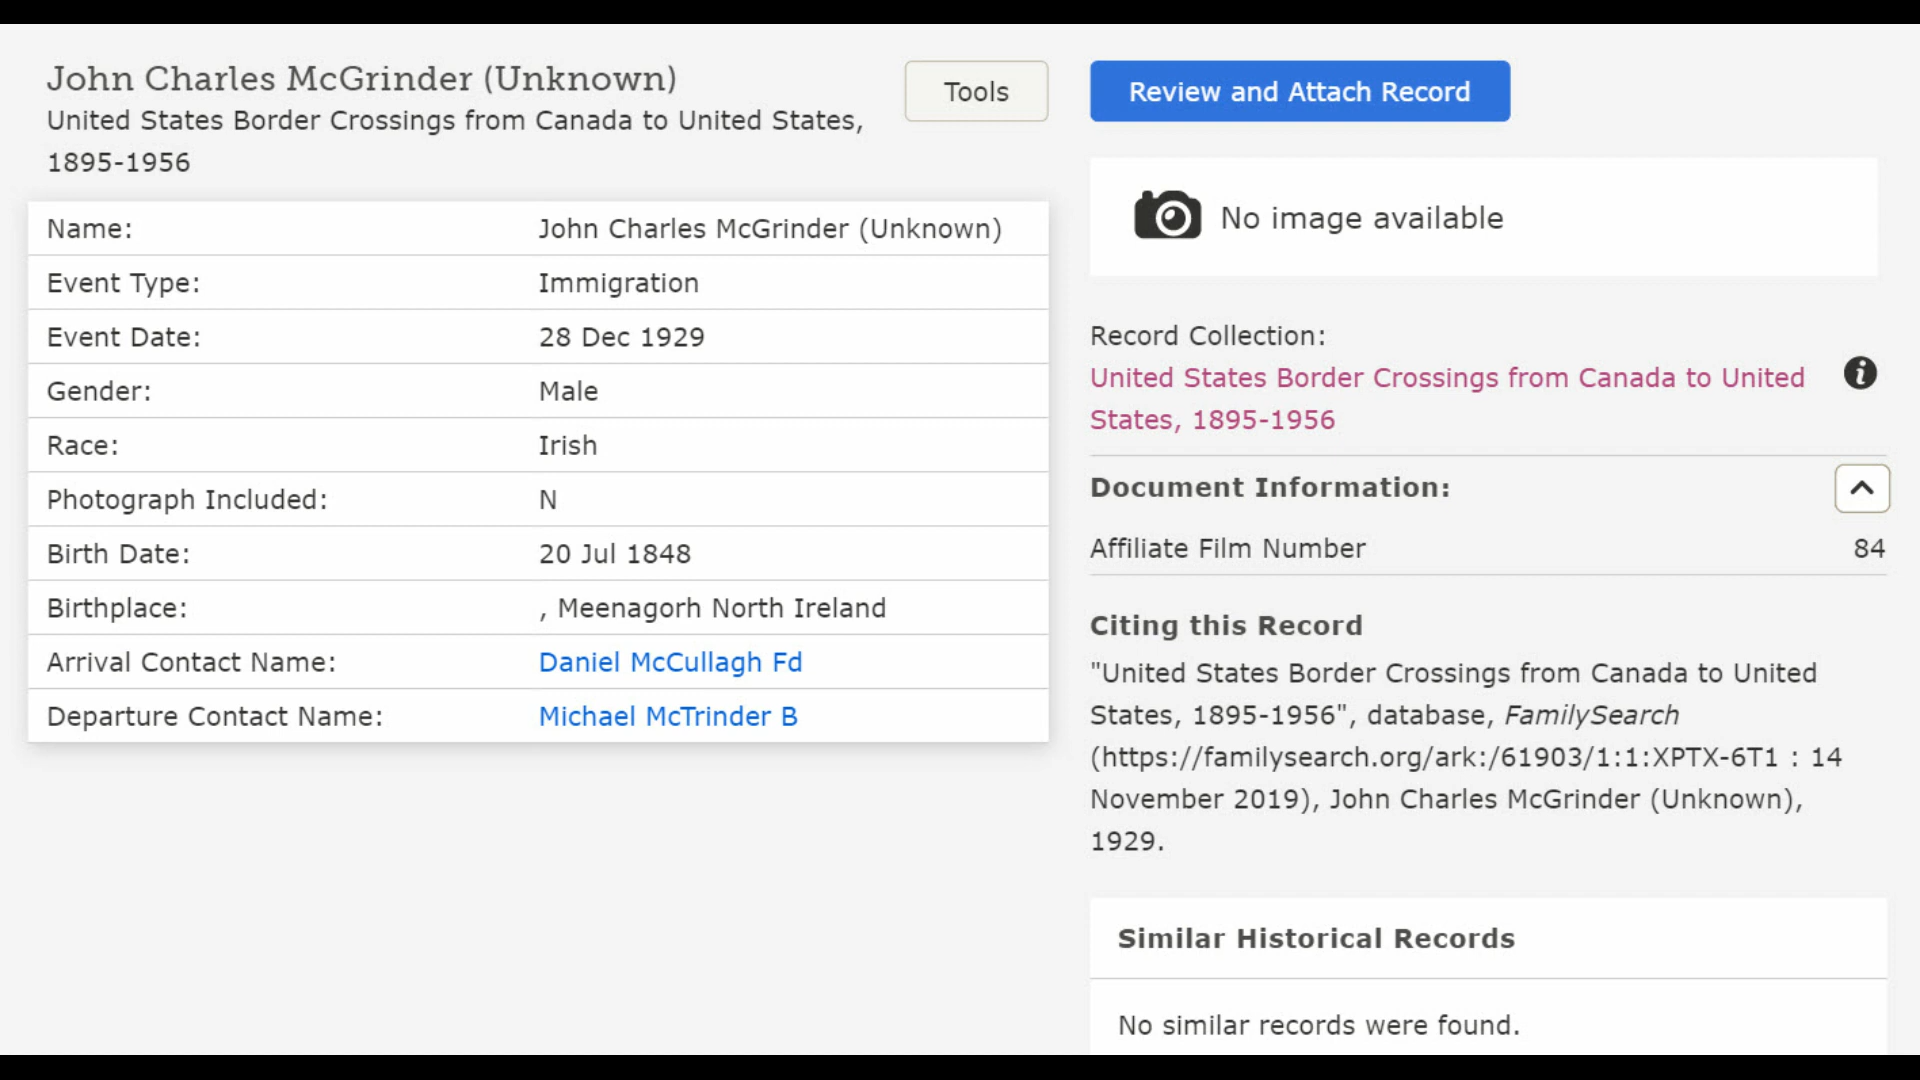 John Charles McGrinder (Unknown)
United States Border Crossings from Canada to United States,
1895-1956
Tools
Name: John Charles McGrinder (Unknown)
Event Type: Immigration
Event Date: 28 Dec 1929
Gender: Male
Race: Irish
Photograph Included: N
Birth Date: 20 Jul 1848
Birthplace: , Meenagorh North Ireland
Arrival Contact Name: Daniel McCullagh Fd
Departure Contact Name: Michael McTrinder B
Review and Attach Record
No image available
Record Collection:
United States Border Crossings from Canada to United
States, 1895-1956
Document Information:
Affiliate Film Number 84
Citing this Record
"United States Border Crossings from Canada to United
States, 1895-1956", database, FamilySearch
(https://familysearch.org/ark:/61903/1:1:XPTX-6T1 : 14
November 2019), John Charles McGrinder (Unknown),
1929.
Similar Historical Records
No similar records were found.